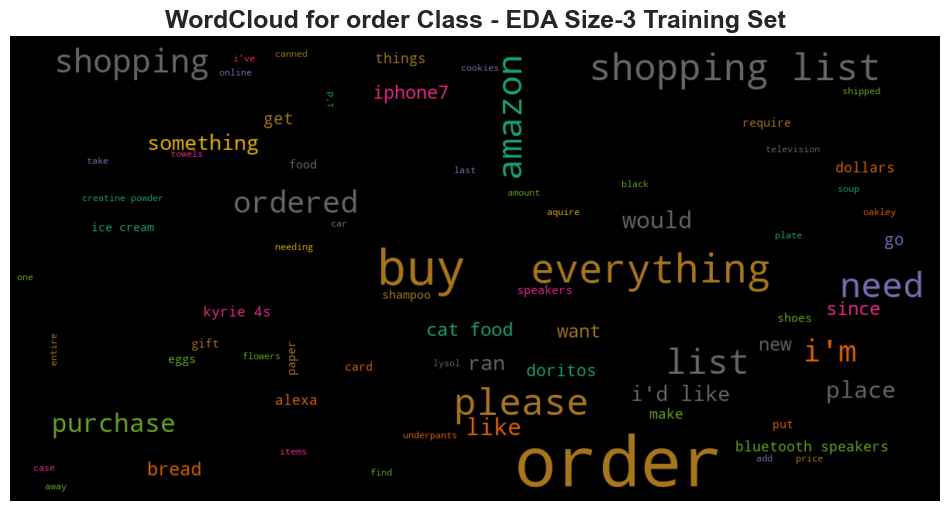 WordCloud for order Class - EDA Size-3 Training Set
shopping
i've
canned
things
cookies
amazon
shopping list
online
iphone7
shipped
get
require
something
towels
take
food
last
television
dollars
creatine powder
ordered
amount
black
soup
aquire
oakley
ice cream
car
would
plate
go
needing
buy
everything
need
one
shampoo
speakers
kyrie 4s
since
cat food
want
shoes
entire
gift
paper
new
i'm
eggs
flowers
card
lysol
ran
doritos
list
alexa
please
i'd like
place
purchase
like
make
put
underpants
order
bluetooth speakers
items
add
price
case
bread
find
away